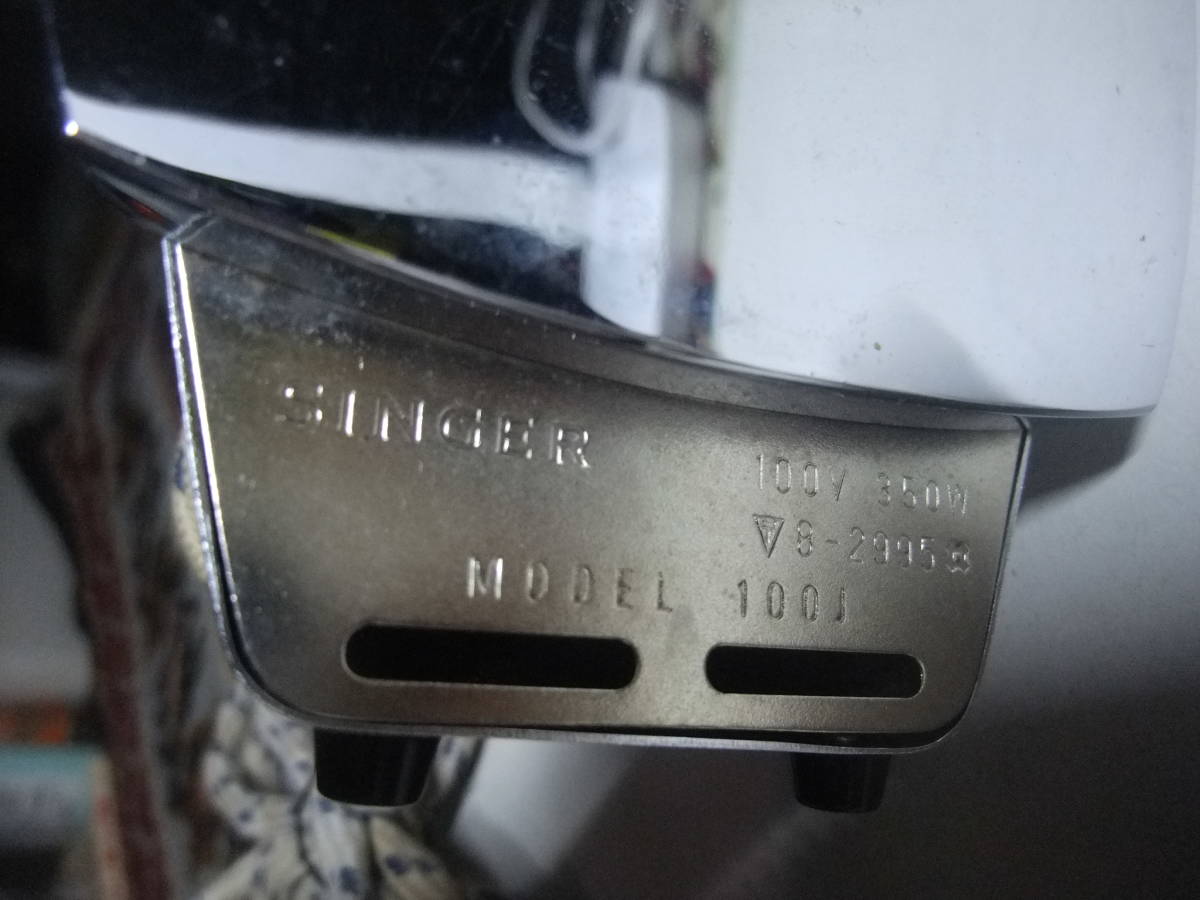 SINGER
100V 350W
▽T 8-2995
MODEL 100J